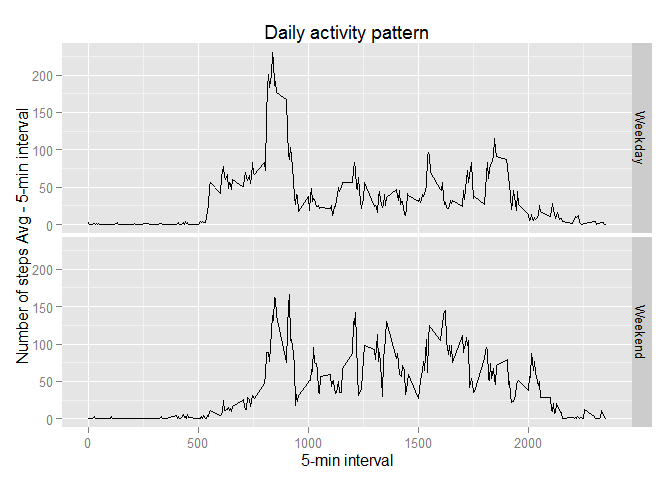 Daily activity pattern
Number of steps Avg - 5-min interval
200
150
100
50
0
Weekday
200
150
100
50
0
Weekend
0 500 1000 1500 2000
5-min interval